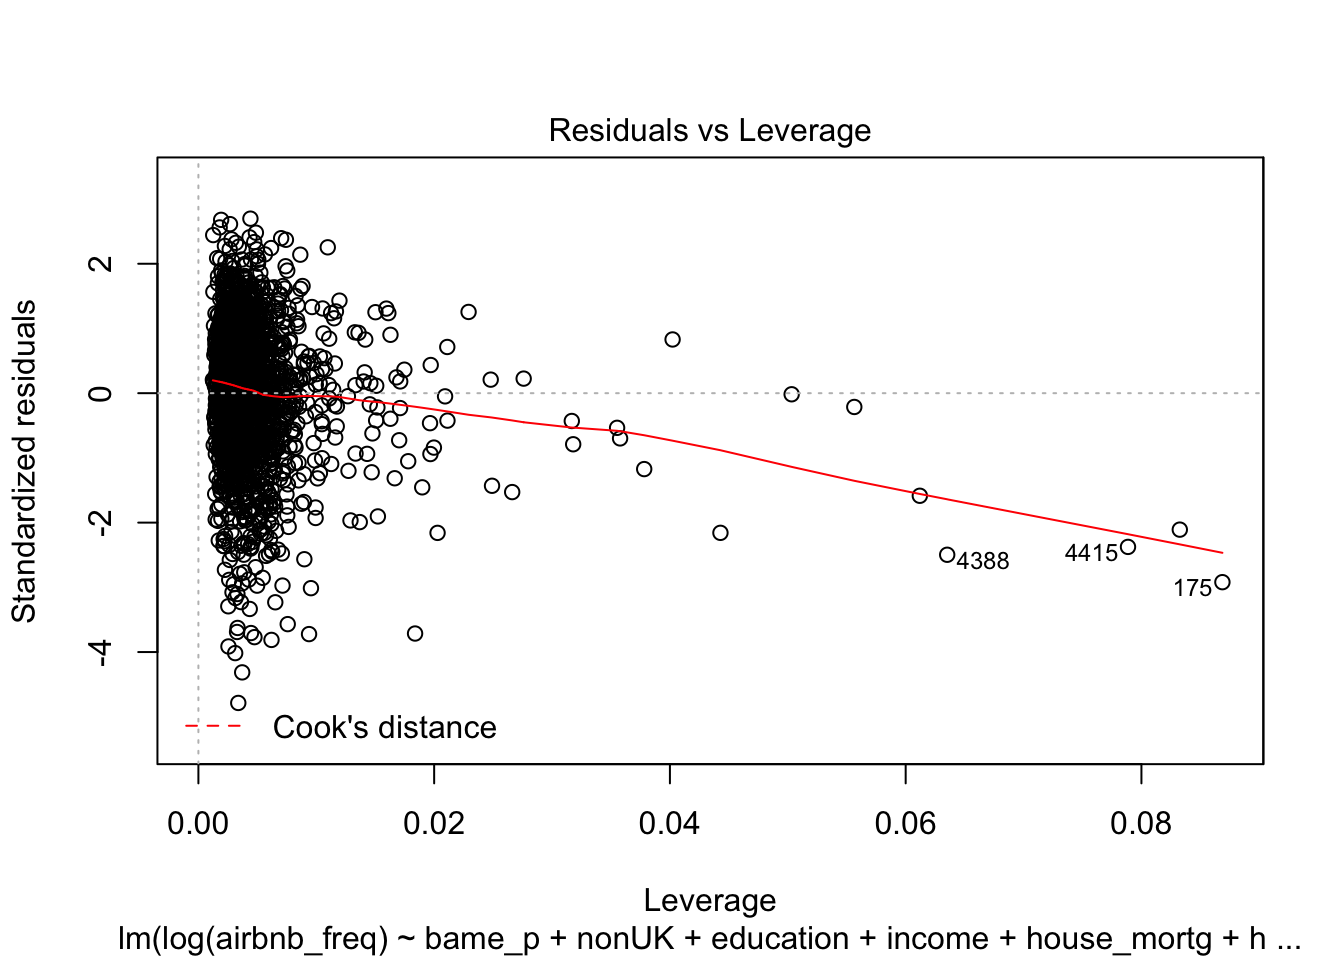 Residuals vs Leverage
Standardized residuals
2
0
-2
-4
4388
4415
175
Cook's distance
0.00 0.02 0.04 0.06 0.08
Leverage
lm(log(airbnb_freq) ~ bame_p + nonUK + education + income + house_mortg + h ...